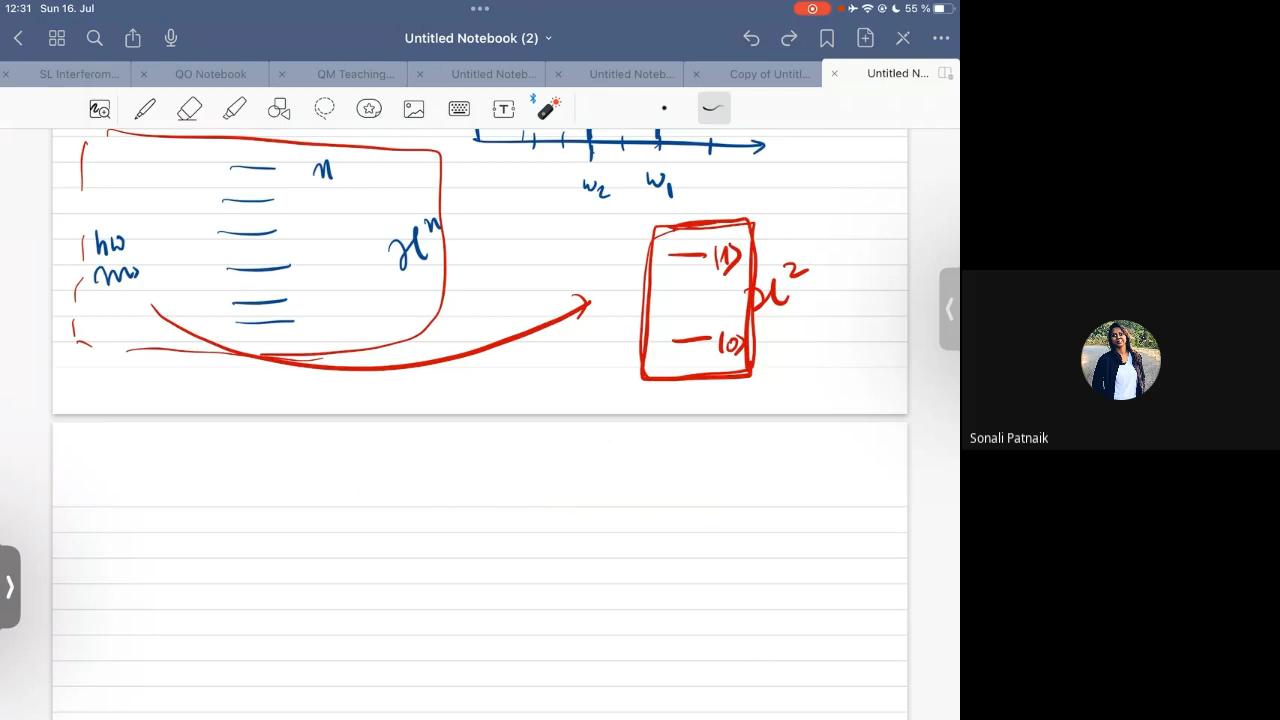 12:31 Sun 16. Jul
55 %
Untitled Notebook (2)
SL Interferom...
QO Notebook
QM Teaching...
Untitled Noteb...
Untitled Noteb...
Copy of Untitl...
Untitled N...
n
ω₂ ω₁
ħω
ℋⁿ
|1⟩
ℋ²
|0⟩
Sonali Patnaik